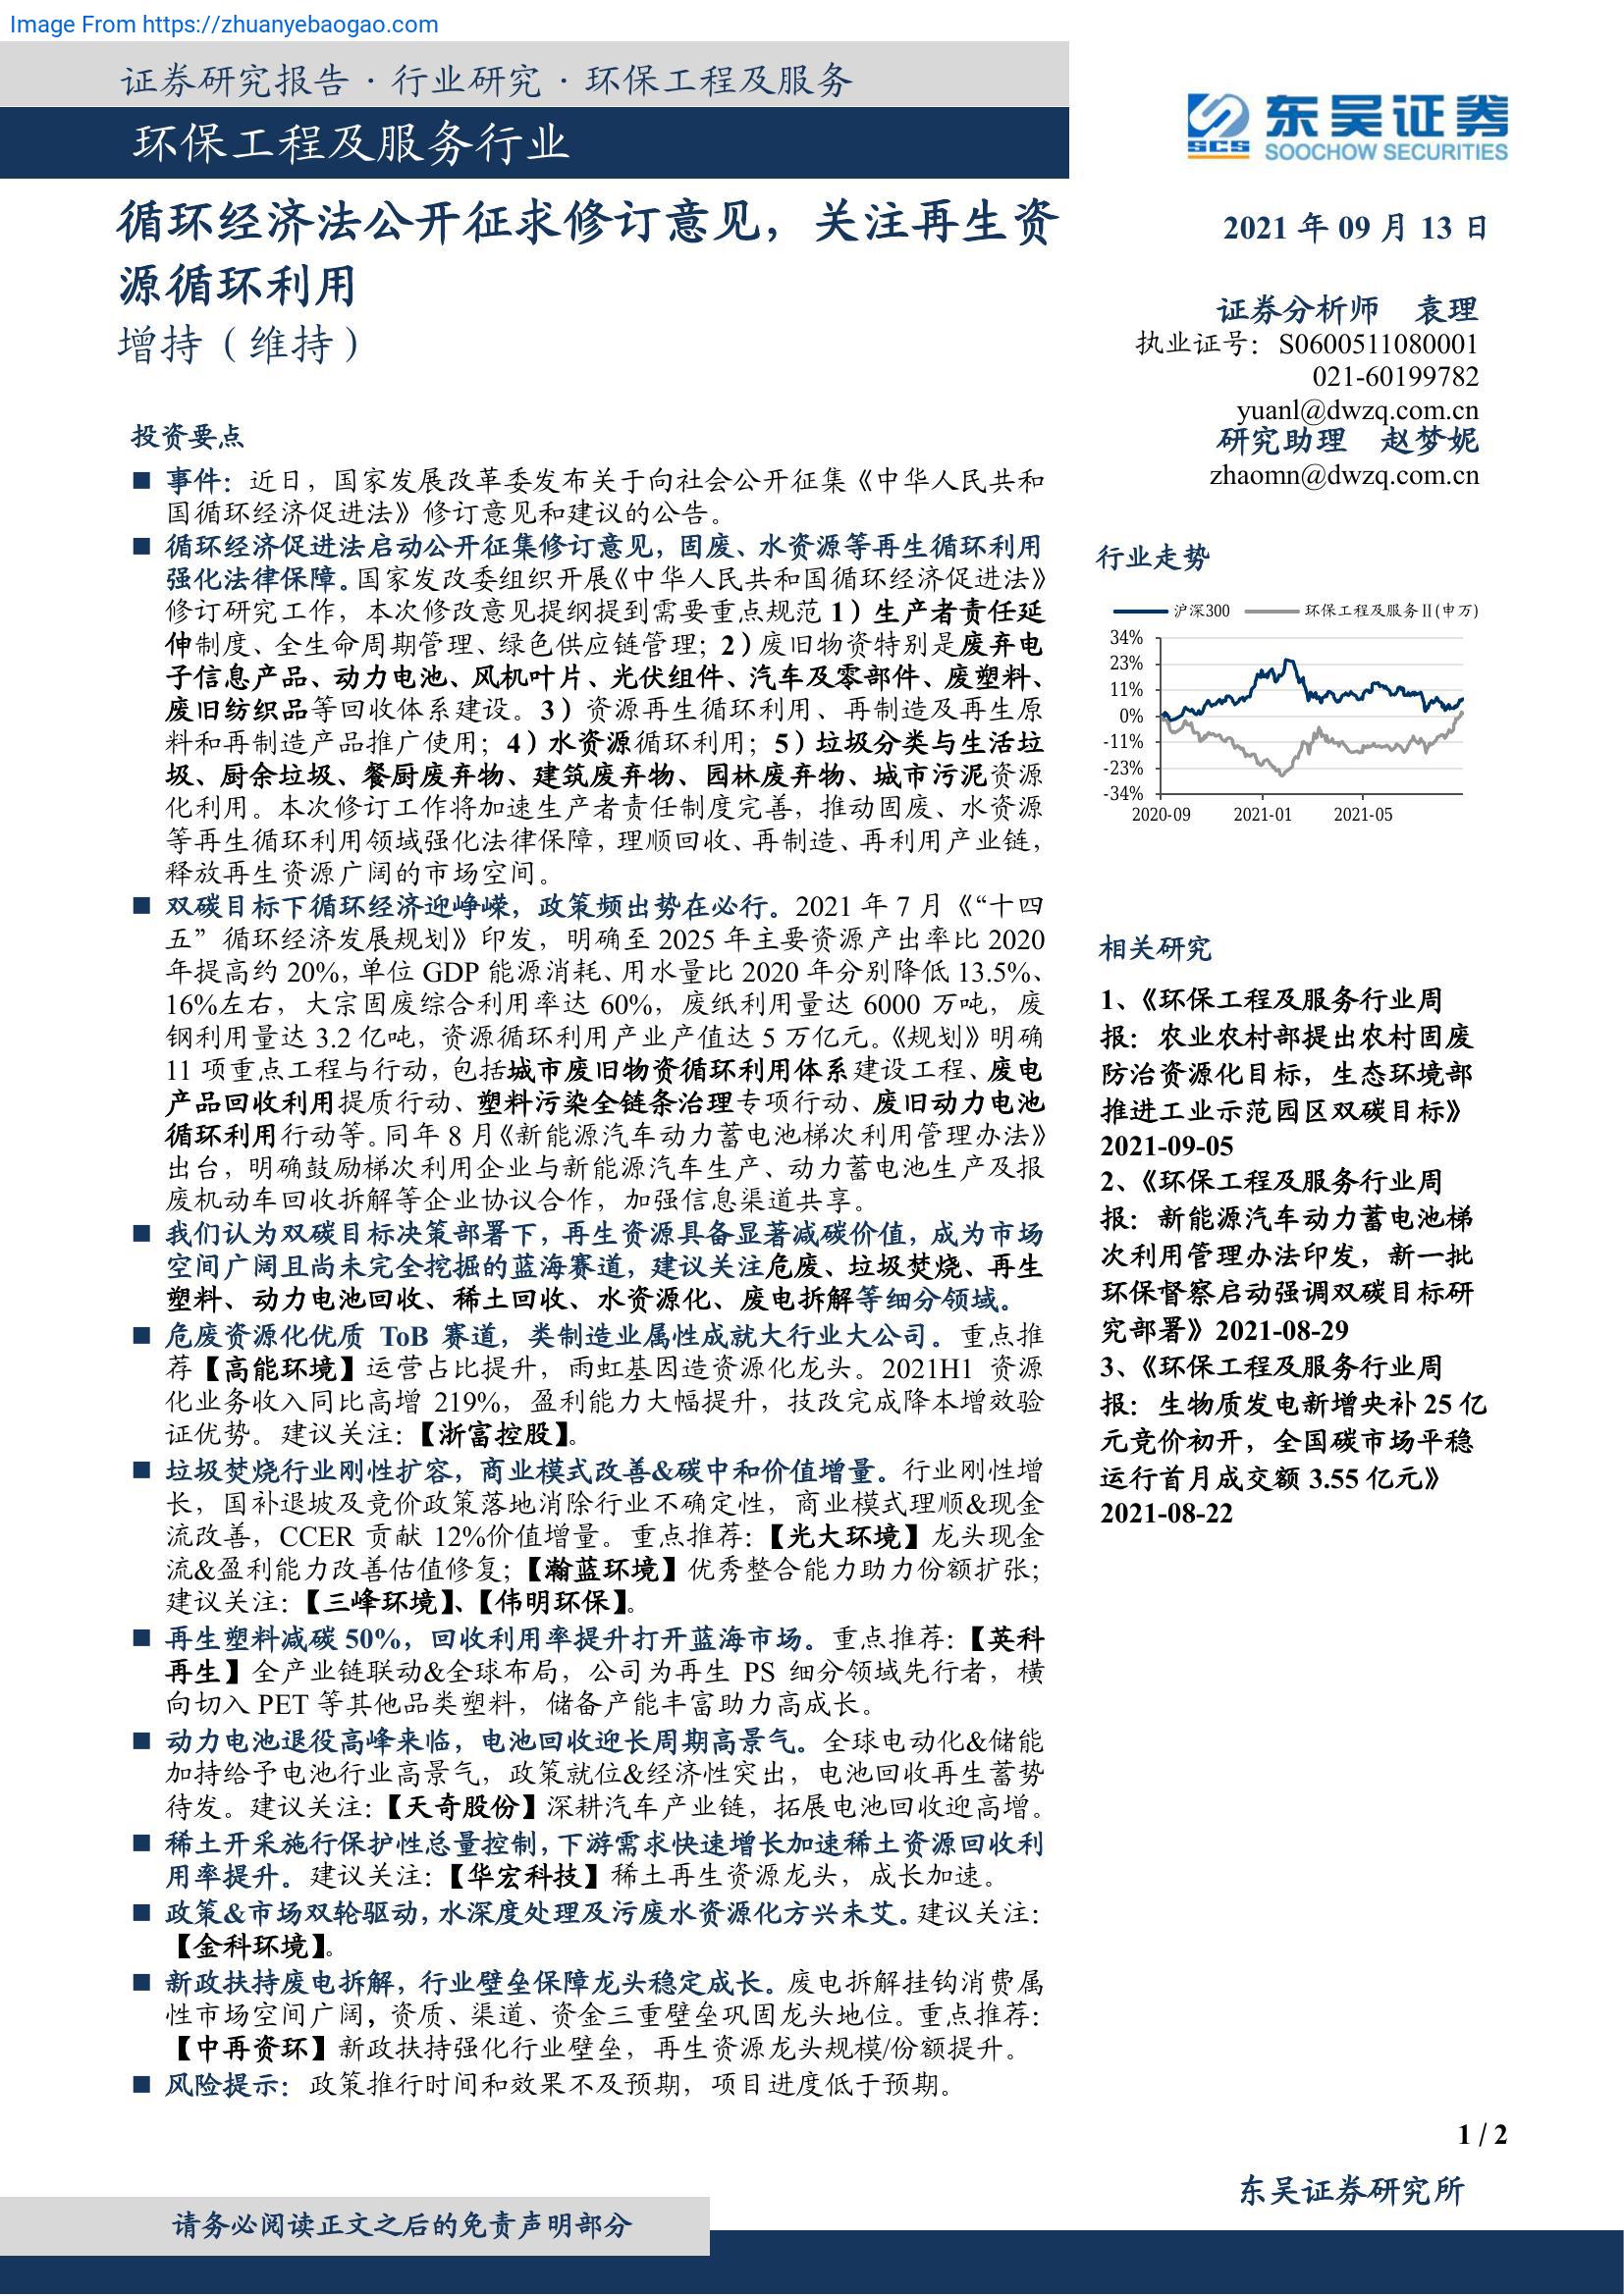 Image From https://zhuanyebaogao.com
证券研究报告·行业研究·环保工程及服务
环保工程及服务行业
东吴证券
SCS
SOOCHOW SECURITIES
循环经济法公开征求修订意见，关注再生资
源循环利用
增持（维持）
2021 年 09 月 13 日
证券分析师 袁理
执业证号：S0600511080001
021-60199782
yuanl@dwzq.com.cn
研究助理 赵梦妮
zhaomn@dwzq.com.cn
投资要点
■ 事件：近日，国家发展改革委发布关于向社会公开征集《中华人民共和
国循环经济促进法》修订意见和建议的公告。
■ 循环经济促进法启动公开征集修订意见，固废、水资源等再生循环利用
强化法律保障。国家发改委组织开展《中华人民共和国循环经济促进法》
修订研究工作，本次修改意见提纲提到需要重点规范 1）生产者责任延
伸制度、全生命周期管理、绿色供应链管理；2）废旧物资特别是废弃电
子信息产品、动力电池、风机叶片、光伏组件、汽车及零部件、废塑料、
废旧纺织品等回收体系建设。3）资源再生循环利用、再制造及再生原
料和再制造产品推广使用；4）水资源循环利用；5）垃圾分类与生活垃
圾、厨余垃圾、餐厨废弃物、建筑废弃物、园林废弃物、城市污泥资源
化利用。本次修订工作将加速生产者责任制度完善，推动固废、水资源
等再生循环利用领域强化法律保障，理顺回收、再制造、再利用产业链，
释放再生资源广阔的市场空间。
■ 双碳目标下循环经济迎峥嵘，政策频出势在必行。2021 年 7 月《“十四
五”循环经济发展规划》印发，明确至 2025 年主要资源产出率比 2020
年提高约 20%，单位 GDP 能源消耗、用水量比 2020 年分别降低 13.5%、
16%左右，大宗固废综合利用率达 60%，废纸利用量达 6000 万吨，废
钢利用量达 3.2 亿吨，资源循环利用产业产值达 5 万亿元。《规划》明确
11 项重点工程与行动，包括城市废旧物资循环利用体系建设工程、废电
产品回收利用提质行动、塑料污染全链条治理专项行动、废旧动力电池
循环利用行动等。同年 8 月《新能源汽车动力蓄电池梯次利用管理办法》
出台，明确鼓励梯次利用企业与新能源汽车生产、动力蓄电池生产及报
废机动车回收拆解等企业协议合作，加强信息渠道共享。
■ 我们认为双碳目标决策部署下，再生资源具备显著减碳价值，成为市场
空间广阔且尚未完全挖掘的蓝海赛道，建议关注危废、垃圾焚烧、再生
塑料、动力电池回收、稀土回收、水资源化、废电拆解等细分领域。
■ 危废资源化优质 ToB 赛道，类制造业属性成就大行业大公司。重点推
荐【高能环境】运营占比提升，雨虹基因造资源化龙头。2021H1 资源
化业务收入同比高增 219%，盈利能力大幅提升，技改完成降本增效验
证优势。建议关注：【浙富控股】。
■ 垃圾焚烧行业刚性扩容，商业模式改善&碳中和价值增量。行业刚性增
长，国补退坡及竞价政策落地消除行业不确定性，商业模式理顺&现金
流改善，CCER 贡献 12%价值增量。重点推荐：【光大环境】龙头现金
流&盈利能力改善估值修复；【瀚蓝环境】优秀整合能力助力份额扩张；
建议关注：【三峰环境】、【伟明环保】。
■ 再生塑料减碳 50%，回收利用率提升打开蓝海市场。重点推荐：【英科
再生】全产业链联动&全球布局，公司为再生 PS 细分领域先行者，横
向切入 PET 等其他品类塑料，储备产能丰富助力高成长。
■ 动力电池退役高峰来临，电池回收迎长周期高景气。全球电动化&储能
加持给予电池行业高景气，政策就位&经济性突出，电池回收再生蓄势
待发。建议关注：【天奇股份】深耕汽车产业链，拓展电池回收迎高增。
■ 稀土开采施行保护性总量控制，下游需求快速增长加速稀土资源回收利
用率提升。建议关注：【华宏科技】稀土再生资源龙头，成长加速。
■ 政策&市场双轮驱动，水深度处理及污废水资源化方兴未艾。建议关注：
【金科环境】。
■ 新政扶持废电拆解，行业壁垒保障龙头稳定成长。废电拆解挂钩消费属
性市场空间广阔，资质、渠道、资金三重壁垒巩固龙头地位。重点推荐：
【中再资环】新政扶持强化行业壁垒，再生资源龙头规模/份额提升。
■ 风险提示：政策推行时间和效果不及预期，项目进度低于预期。
行业走势
沪深300 环保工程及服务Ⅱ(申万)
34%
23%
11%
0%
-11%
-23%
-34%
2020-09 2021-01 2021-05
相关研究
1、《环保工程及服务行业周
报：农业农村部提出农村固废
防治资源化目标，生态环境部
推进工业示范园区双碳目标》
2021-09-05
2、《环保工程及服务行业周
报：新能源汽车动力蓄电池梯
次利用管理办法印发，新一批
环保督察启动强调双碳目标研
究部署》2021-08-29
3、《环保工程及服务行业周
报：生物质发电新增央补 25 亿
元竞价初开，全国碳市场平稳
运行首月成交额 3.55 亿元》
2021-08-22
1 / 2
东吴证券研究所
请务必阅读正文之后的免责声明部分